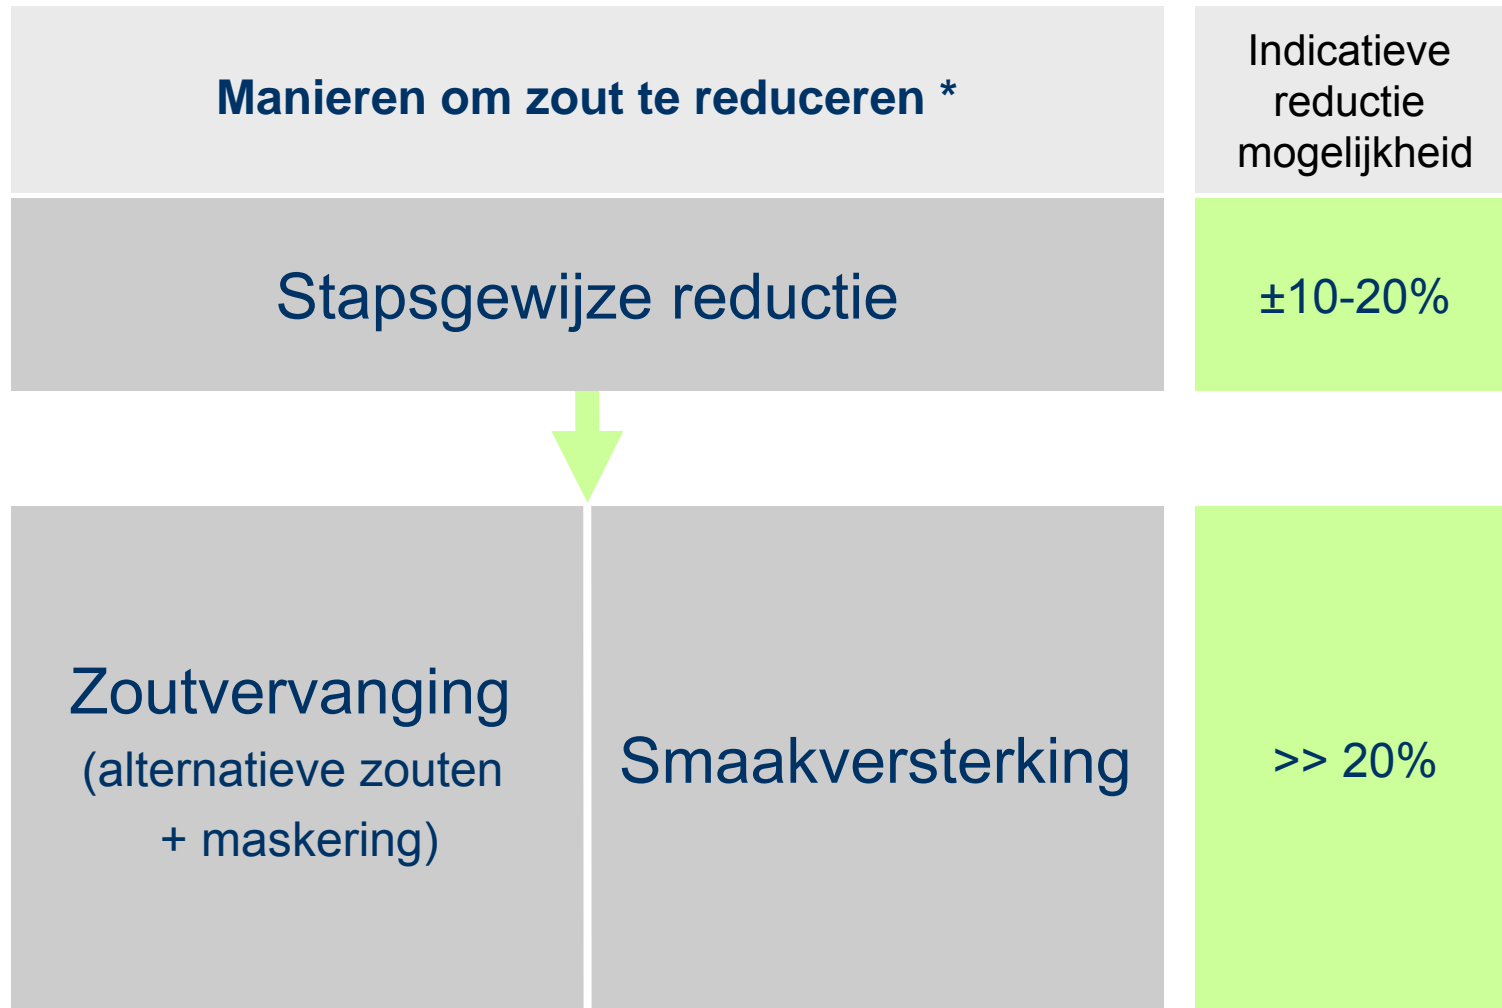 Manieren om zout te reduceren *
Indicatieve
reductie
mogelijkheid
Stapsgewijze reductie
±10-20%
Zoutvervanging
(alternatieve zouten
+ maskering)
Smaakversterking
>> 20%